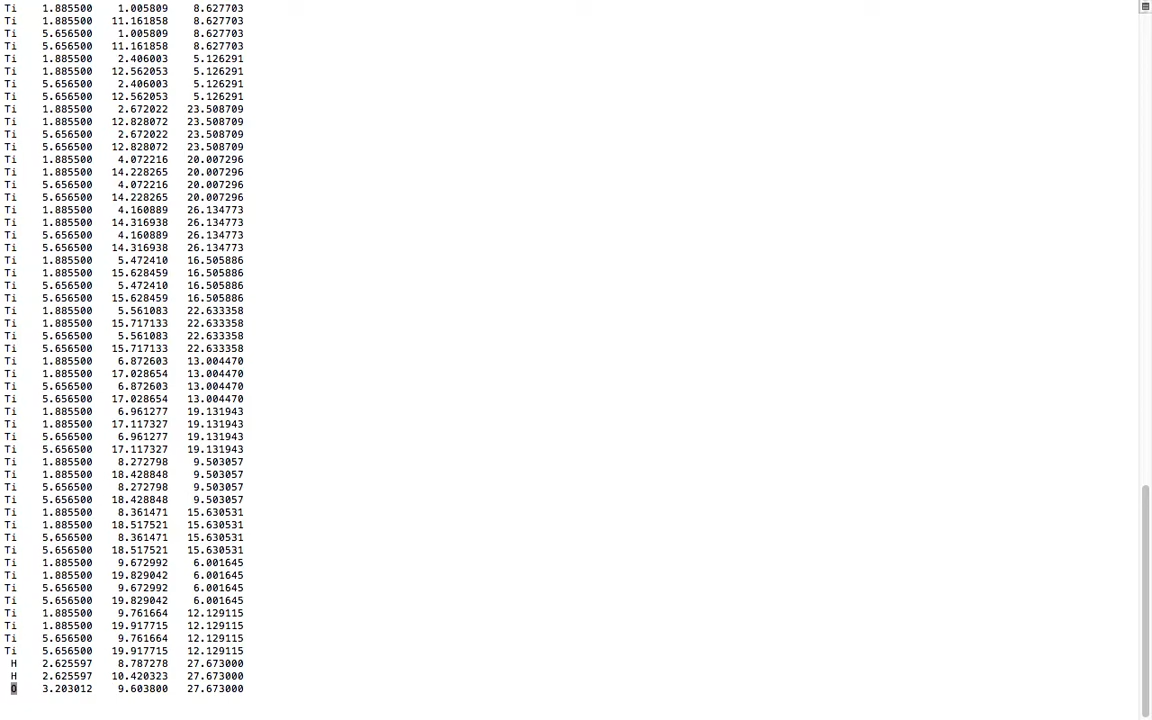 Ti 1.885500 1.005809 8.627703
Ti 1.885500 11.161858 8.627703
Ti 5.656500 1.005809 8.627703
Ti 5.656500 11.161858 8.627703
Ti 1.885500 2.406003 5.126291
Ti 1.885500 12.562053 5.126291
Ti 5.656500 2.406003 5.126291
Ti 5.656500 12.562053 5.126291
Ti 1.885500 2.672022 23.508709
Ti 1.885500 12.828072 23.508709
Ti 5.656500 2.672022 23.508709
Ti 5.656500 12.828072 23.508709
Ti 1.885500 4.072216 20.007296
Ti 1.885500 14.228265 20.007296
Ti 5.656500 4.072216 20.007296
Ti 5.656500 14.228265 20.007296
Ti 1.885500 4.160889 26.134773
Ti 1.885500 14.316938 26.134773
Ti 5.656500 4.160889 26.134773
Ti 5.656500 14.316938 26.134773
Ti 1.885500 5.472410 16.505886
Ti 1.885500 15.628459 16.505886
Ti 5.656500 5.472410 16.505886
Ti 5.656500 15.628459 16.505886
Ti 1.885500 5.561083 22.633358
Ti 1.885500 15.717133 22.633358
Ti 5.656500 5.561083 22.633358
Ti 5.656500 15.717133 22.633358
Ti 1.885500 6.872603 13.004470
Ti 1.885500 17.028654 13.004470
Ti 5.656500 6.872603 13.004470
Ti 5.656500 17.028654 13.004470
Ti 1.885500 6.961277 19.131943
Ti 1.885500 17.117327 19.131943
Ti 5.656500 6.961277 19.131943
Ti 5.656500 17.117327 19.131943
Ti 1.885500 8.272798 9.503057
Ti 1.885500 18.428848 9.503057
Ti 5.656500 8.272798 9.503057
Ti 5.656500 18.428848 9.503057
Ti 1.885500 8.361471 15.630531
Ti 1.885500 18.517521 15.630531
Ti 5.656500 8.361471 15.630531
Ti 5.656500 18.517521 15.630531
Ti 1.885500 9.672992 6.001645
Ti 1.885500 19.829042 6.001645
Ti 5.656500 9.672992 6.001645
Ti 5.656500 19.829042 6.001645
Ti 1.885500 9.761664 12.129115
Ti 1.885500 19.917715 12.129115
Ti 5.656500 9.761664 12.129115
Ti 5.656500 19.917715 12.129115
H 2.625597 8.787278 27.673000
H 2.625597 10.420323 27.673000
O 3.203012 9.603800 27.673000